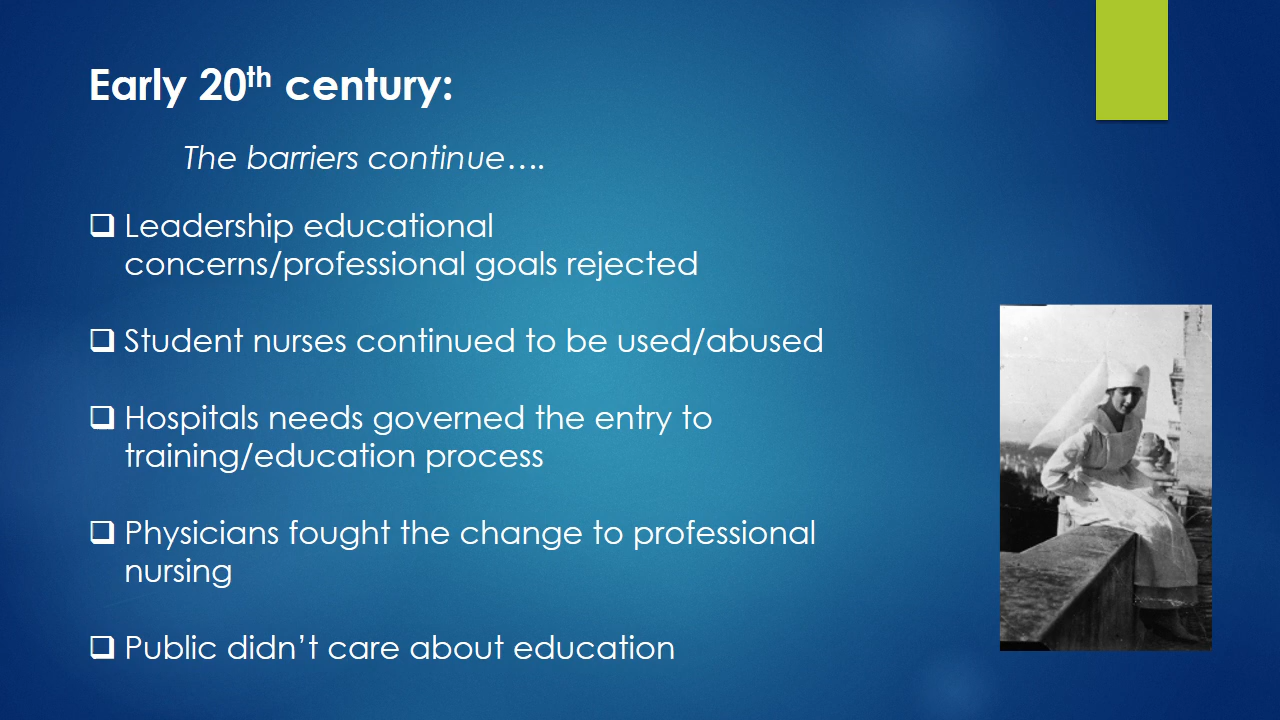 Early 20th century:
The barriers continue….
❑ Leadership educational
concerns/professional goals rejected
❑ Student nurses continued to be used/abused
❑ Hospitals needs governed the entry to
training/education process
❑ Physicians fought the change to professional
nursing
❑ Public didn’t care about education